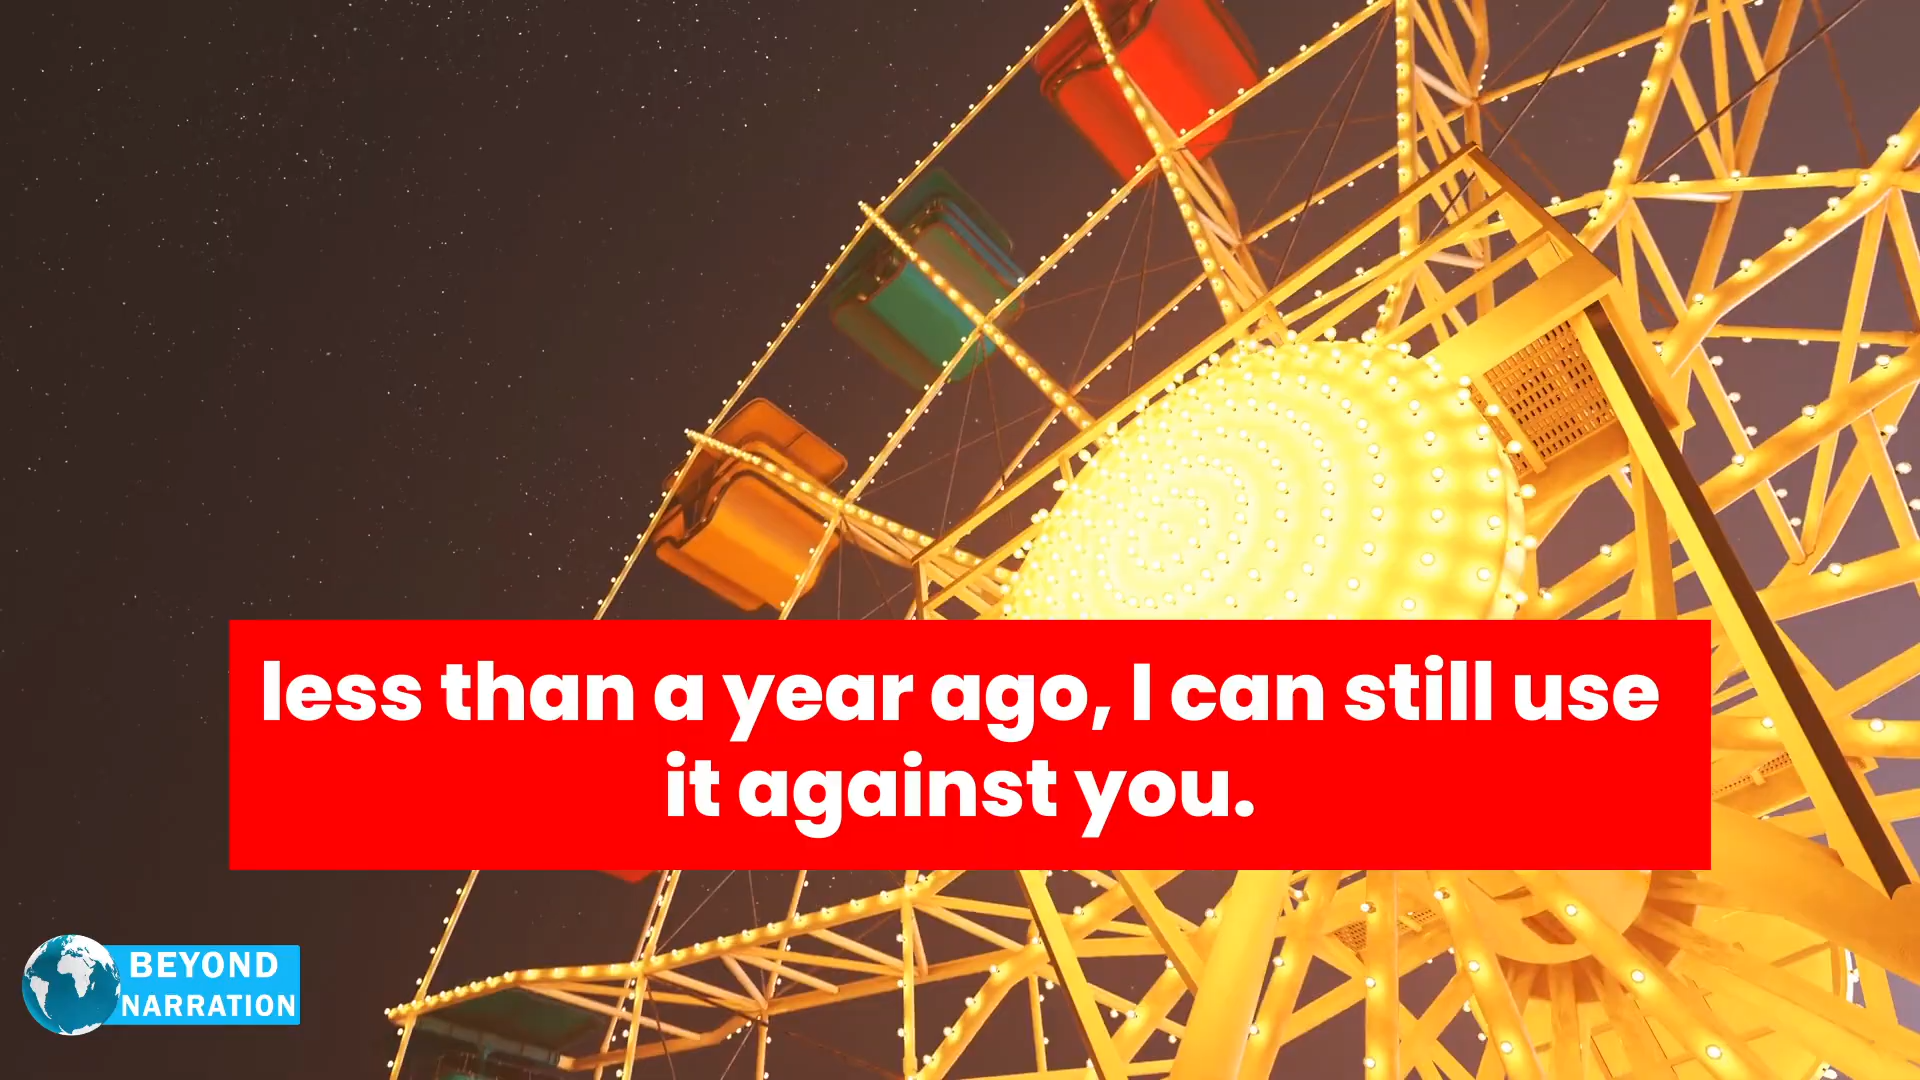 less than a year ago, I can still use
it against you.
BEYOND
NARRATION